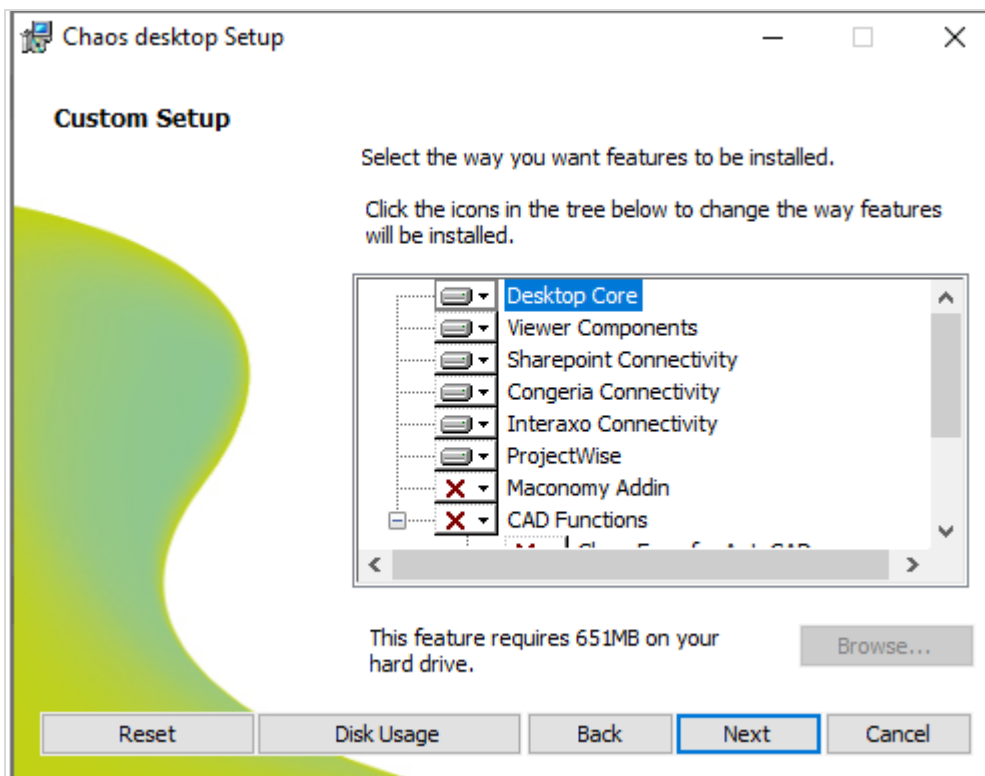 Chaos desktop Setup
Custom Setup
Select the way you want features to be installed.
Click the icons in the tree below to change the way features
will be installed.
Desktop Core
Viewer Components
Sharepoint Connectivity
Congeria Connectivity
Interaxo Connectivity
ProjectWise
Maconomy Addin
CAD Functions
This feature requires 651MB on your
hard drive.
Browse...
Reset
Disk Usage
Back
Next
Cancel